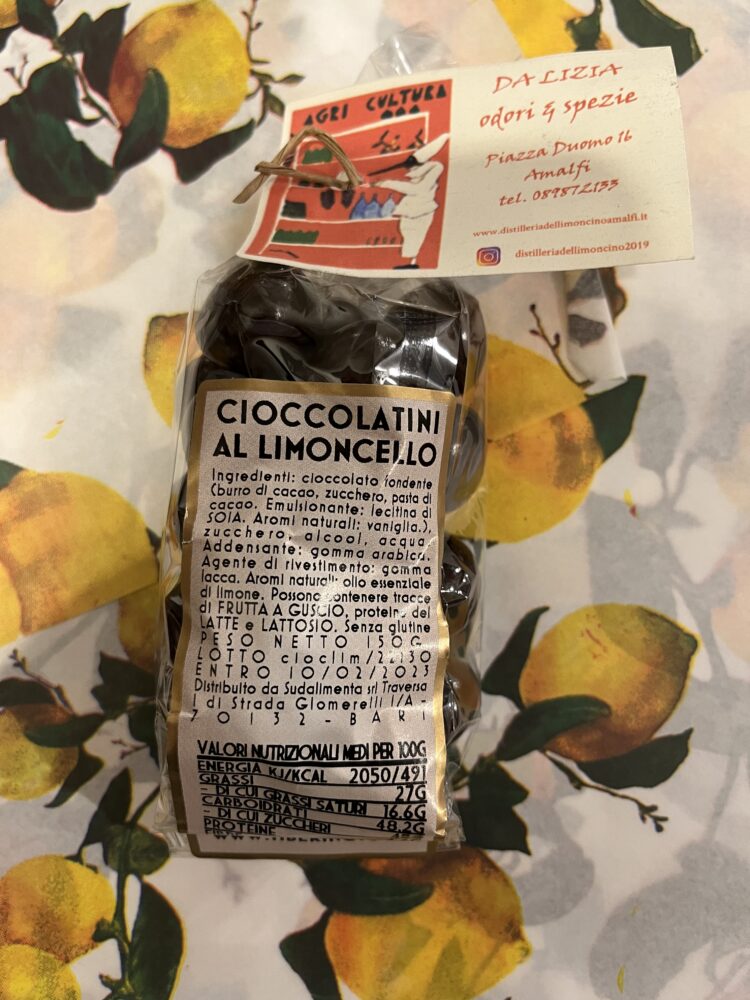 AGRI CULTURA
DA LIZIA
odori & spezie
Piazza Duomo 16
Amalfi
tel. 089872133
www.distilleriadellimoncinoamalfi.it
distilleriadellimoncino2019
CIOCCOLATINI
AL LIMONCELLO
Ingredienti: cioccolato fondente
(burro di cacao, zucchero, pasta di
cacao. Emulsionante: lecitina di
SOIA. Aromi naturali: vaniglia.),
zucchero, alcool, acqua.
Addensante: gomma arabica.
Agente di rivestimento: gomma
lacca. Aromi naturali: olio essenziale
di limone. Possono contenere tracce
di FRUTTA A GUSCIO, proteine del
LATTE e LATTOSIO. Senza glutine
PESO NETTO 150G
LOTTO cioclim/22130
ENTRO 10/02/2023
Distribuito da Sudalimenta srl Traversa
1 di Strada Glomerelli 1/A -
70132 - BARI
VALORI NUTRIZIONALI MEDI PER 100G
ENERGIA KJ/KCAL 2050/491
GRASSI 27G
- DI CUI GRASSI SATURI 16.6G
CARBOIDRATI 48.2G
- DI CUI ZUCCHERI
PROTEINE